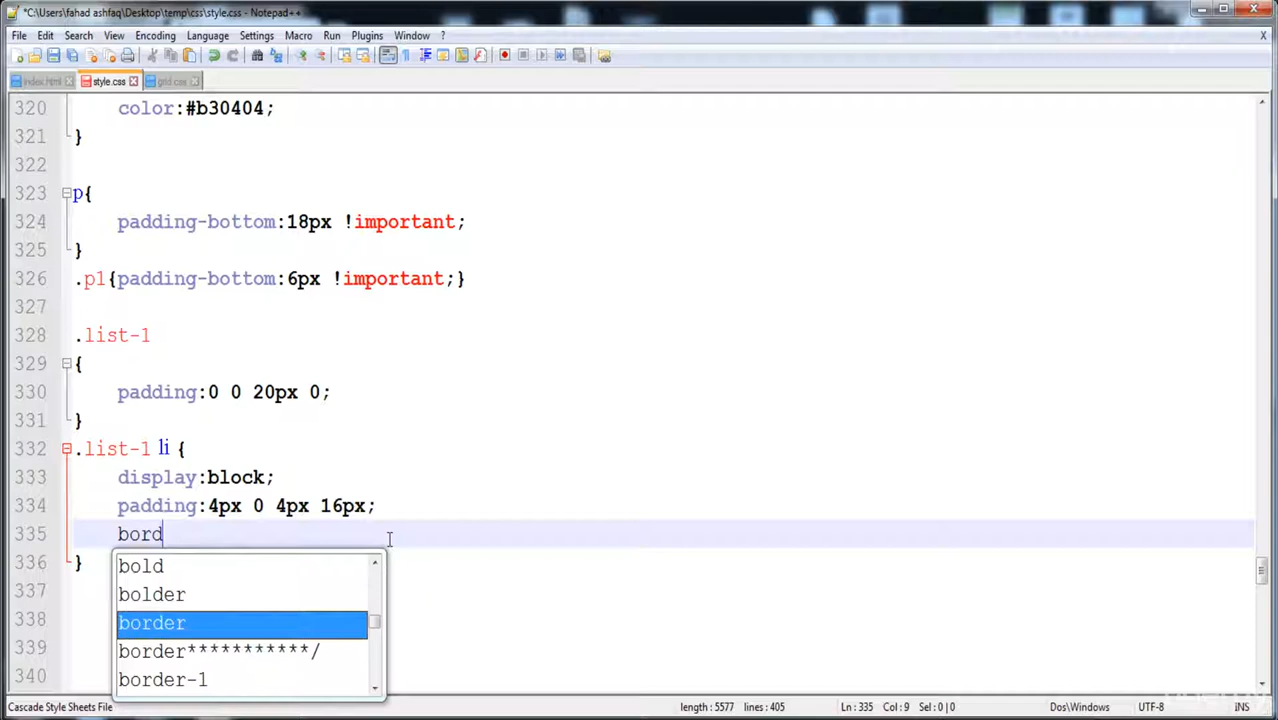 *C:\Users\fahad ashfaq\Desktop\temp\css\style.css - Notepad++
File Edit Search View Encoding Language Settings Macro Run Plugins Window ? X
index.html style.css grid.css
320 color:#b30404;
321 }
322
323 p{
324 padding-bottom:18px !important;
325 }
326 .p1{padding-bottom:6px !important;}
327
328 .list-1
329 {
330 padding:0 0 20px 0;
331 }
332 .list-1 li {
333 display:block;
334 padding:4px 0 4px 16px;
335 bord
336 }
bold
337
bolder
338 border
339 border***********/
340 border-1
Cascade Style Sheets File length : 5577 lines : 405 Ln : 335 Col : 9 Sel : 0 | 0 Dos\Windows UTF-8 INS